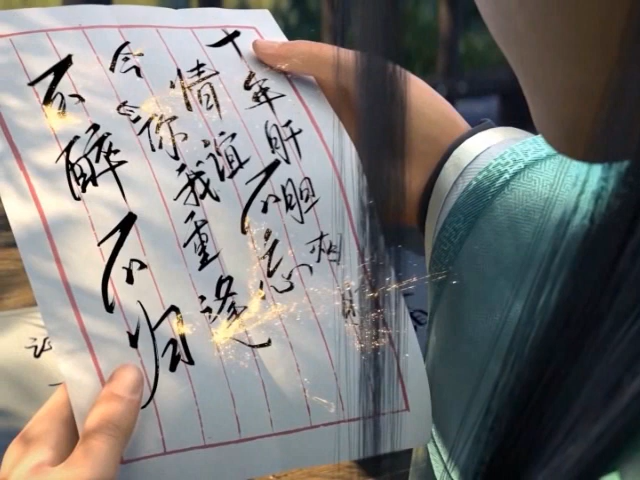 十年肝胆
情谊不忘
今你我重逢
不醉不归